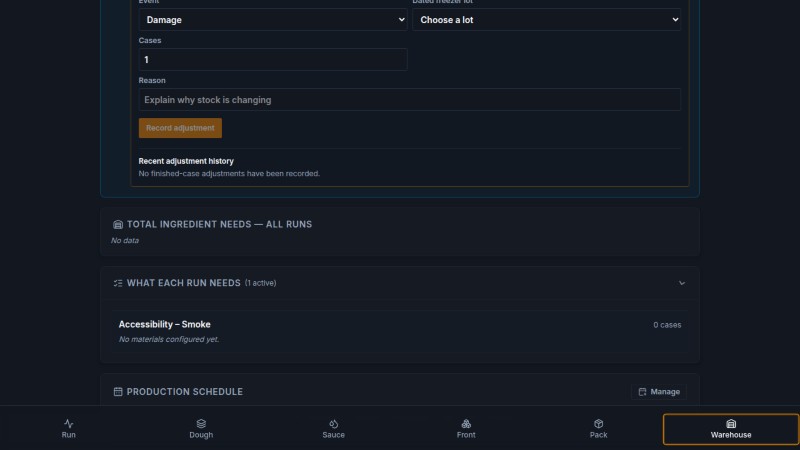 Event Dated freezer lot
Damage Choose a lot
Cases
1
Reason
Explain why stock is changing
Record adjustment
Recent adjustment history
No finished-case adjustments have been recorded.
TOTAL INGREDIENT NEEDS — ALL RUNS
No data
WHAT EACH RUN NEEDS (1 active)
Accessibility – Smoke 0 cases
No materials configured yet.
PRODUCTION SCHEDULE Manage
Run Dough Sauce Front Pack Warehouse